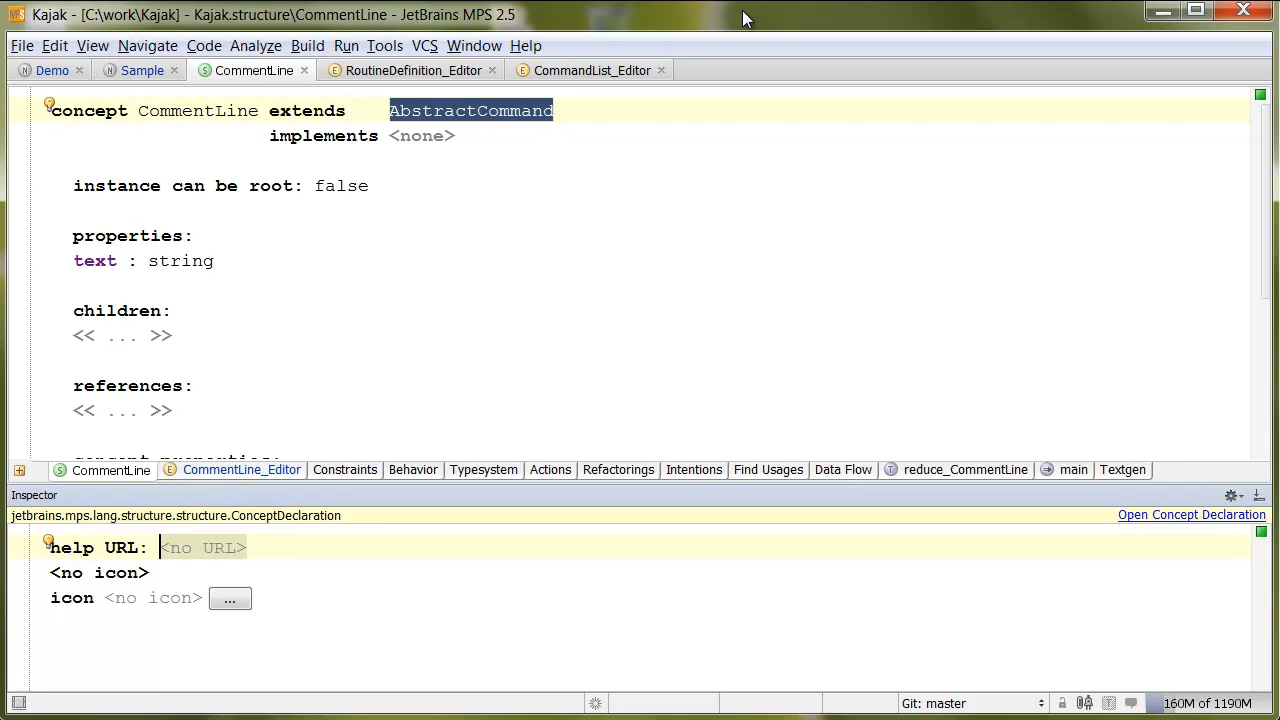 Kajak - [C:\work\Kajak] - Kajak.structure\CommentLine - JetBrains MPS 2.5
File Edit View Navigate Code Analyze Build Run Tools VCS Window Help
Demo Sample CommentLine RoutineDefinition_Editor CommandList_Editor
concept CommentLine extends AbstractCommand
implements <none>
instance can be root: false
properties:
text : string
children:
<< ... >>
references:
<< ... >>
concept properties:
CommentLine CommentLine_Editor Constraints Behavior Typesystem Actions Refactorings Intentions Find Usages Data Flow reduce_CommentLine main Textgen
Inspector
jetbrains.mps.lang.structure.structure.ConceptDeclaration Open Concept Declaration
help URL: <no URL>
<no icon>
icon <no icon> ...
Git: master 160M of 1190M